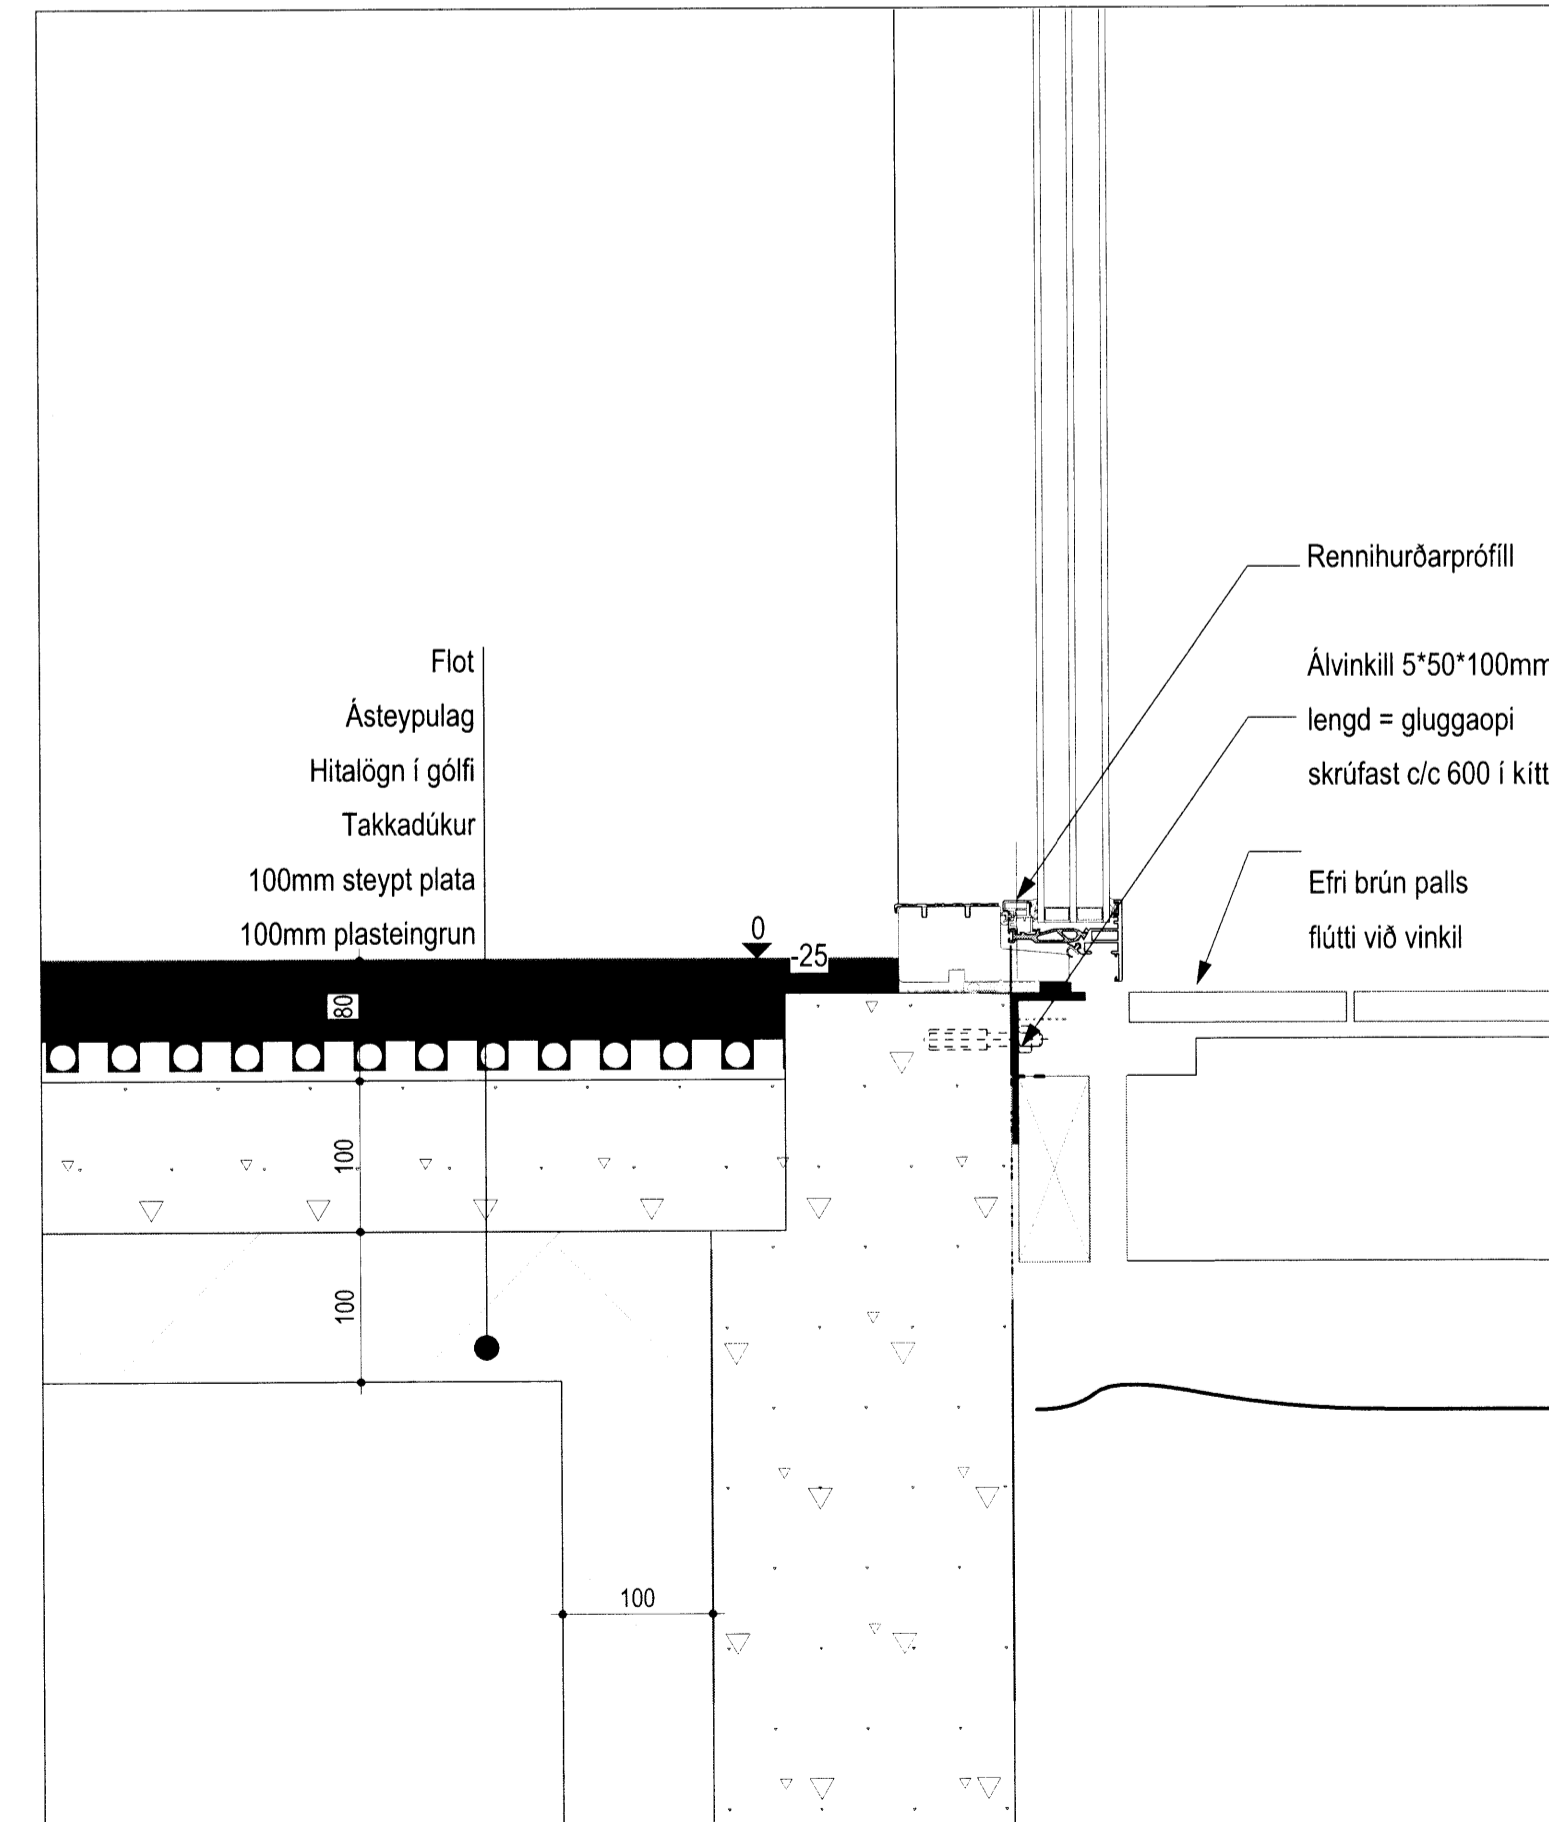 Rennihurðarprófíll
Álvinkill 5*50*100mm
lengd = gluggaopi
skrúfast c/c 600 í kítt
Efri brún palls
flútti við vinkil
Flot
Ásteypulag
Hitalögn í gólfi
Takkadúkur
100mm steypt plata
100mm plasteingrun
0
-25
80
100
100
100